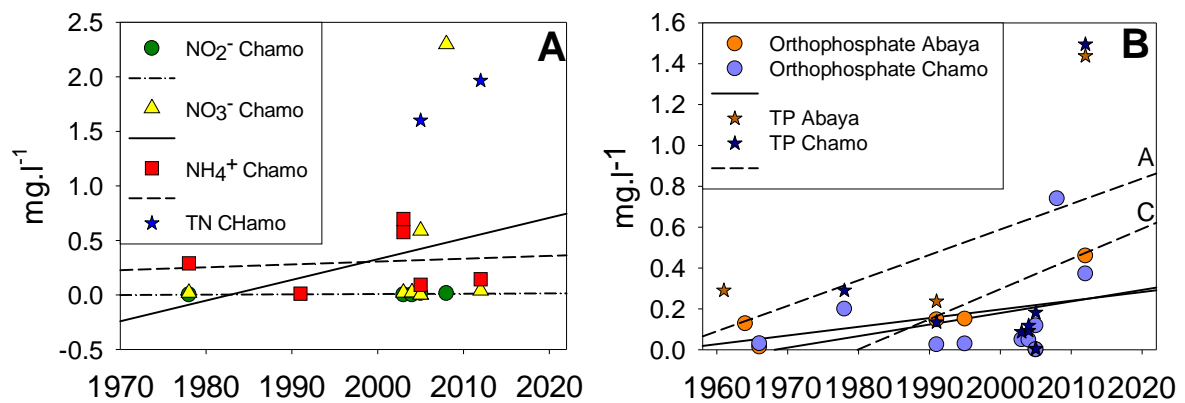 A
mg.l-1
2.5
2.0
1.5
1.0
0.5
0.0
-0.5
NO2- Chamo
NO3- Chamo
NH4+ Chamo
TN CHamo
1970 1980 1990 2000 2010 2020
B
mg.l-1
1.6
1.4
1.2
1.0
0.8
0.6
0.4
0.2
0.0
Orthophosphate Abaya
Orthophosphate Chamo
TP Abaya
TP Chamo
A
C
1960 1970 1980 1990 2000 2010 2020